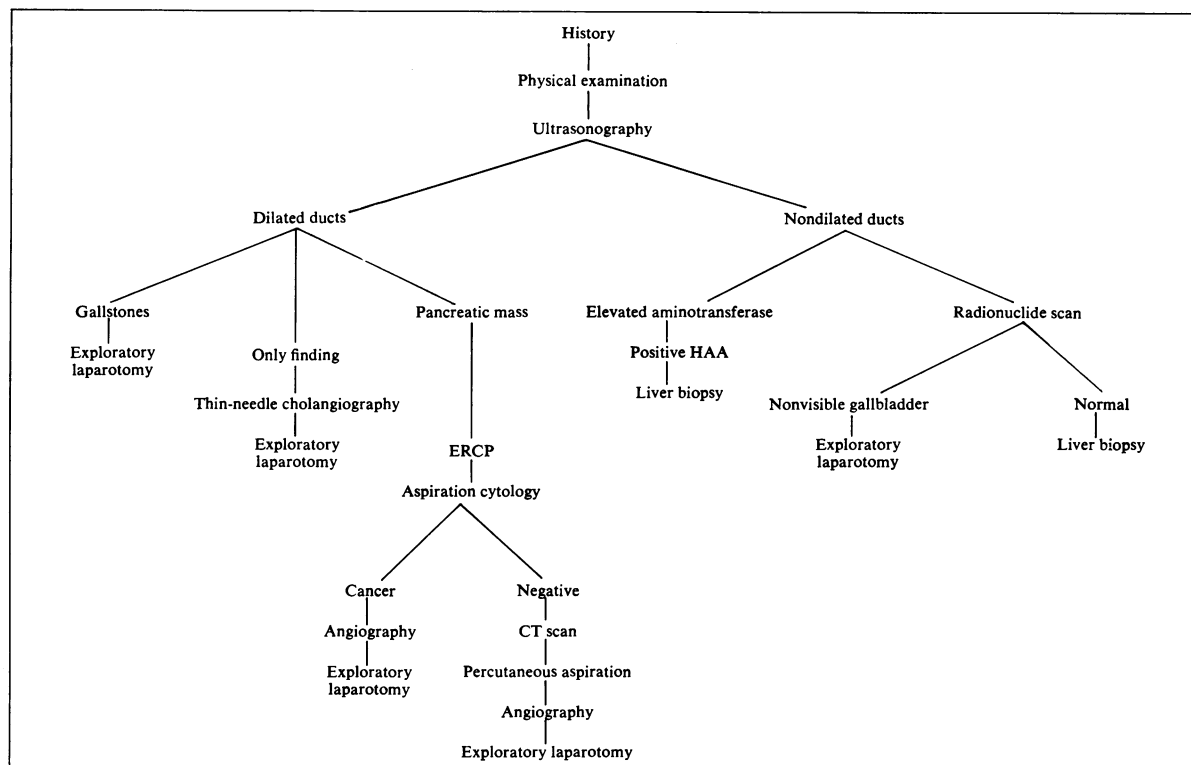 History
Physical examination
Ultrasonography
Dilated ducts
Nondilated ducts
Gallstones
Pancreatic mass
Elevated aminotransferase
Radionuclide scan
Exploratory
laparotomy
Only finding
Positive HAA
Thin-needle cholangiography
Liver biopsy
Nonvisible gallbladder
Normal
Exploratory
laparotomy
ERCP
Exploratory
laparotomy
Liver biopsy
Aspiration cytology
Cancer
Negative
Angiography
CT scan
Exploratory
laparotomy
Percutaneous aspiration
Angiography
Exploratory laparotomy